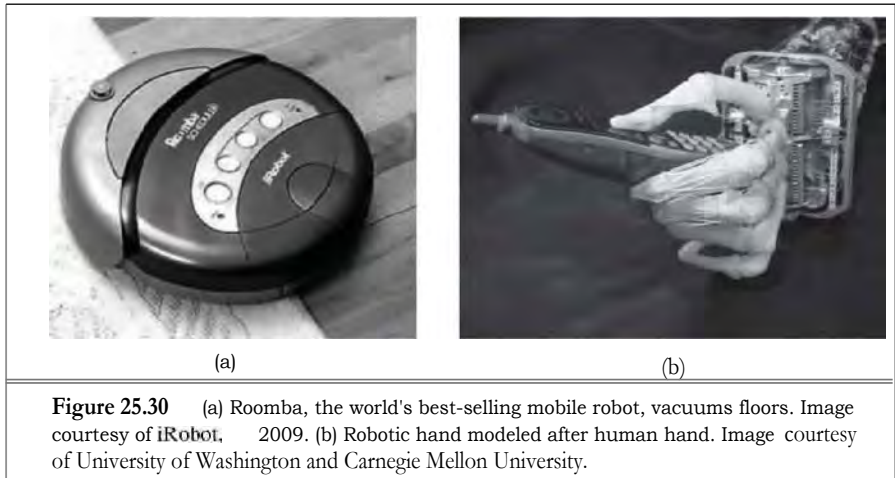 Roomba
SCHEDULER
iRobot
(a)
(b)
Figure 25.30 (a) Roomba, the world's best-selling mobile robot, vacuums floors. Image
courtesy of iRobot, 2009. (b) Robotic hand modeled after human hand. Image courtesy
of University of Washington and Carnegie Mellon University.